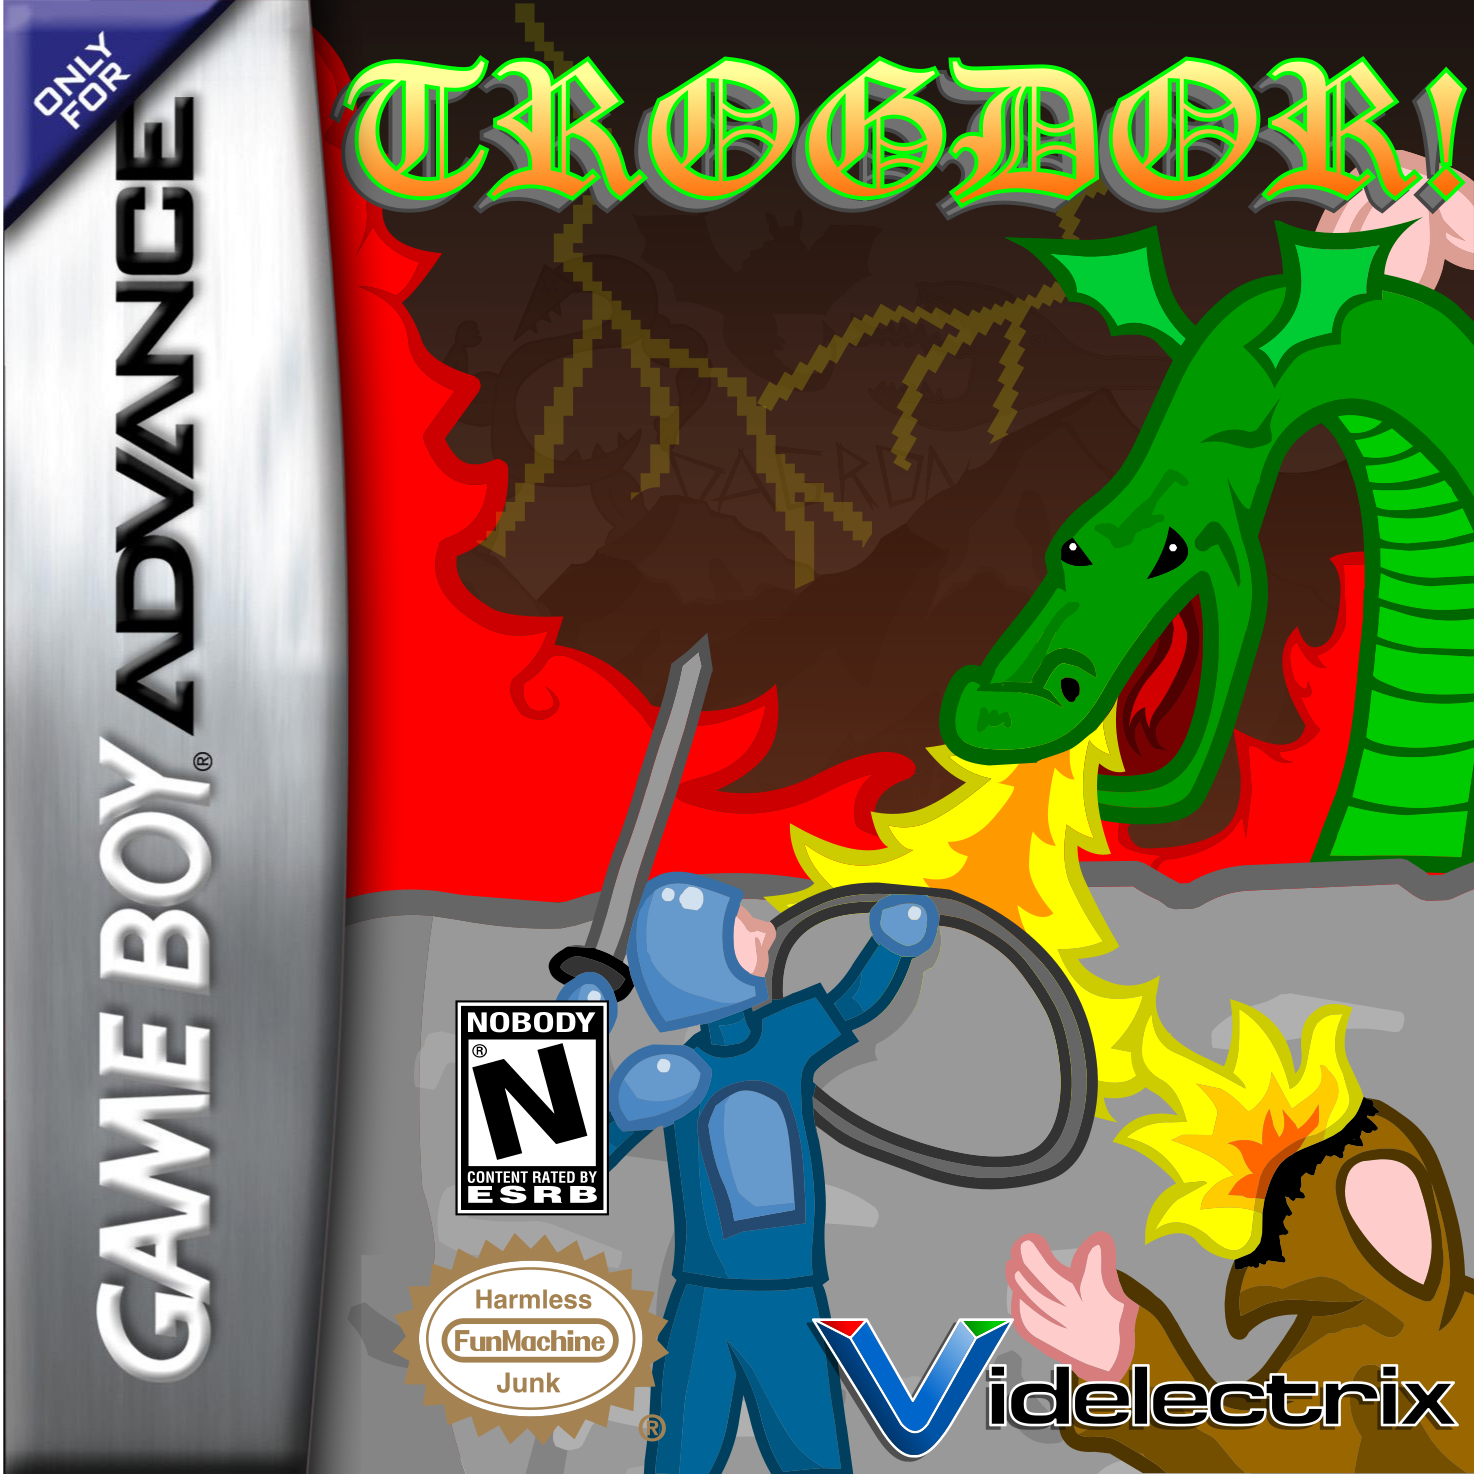 ONLY
FOR
GAME BOY ADVANCE
®
TROGDOR!
NOBODY
®
N
CONTENT RATED BY
ESRB
Harmless
FunMachine
Junk
®
Videlectrix